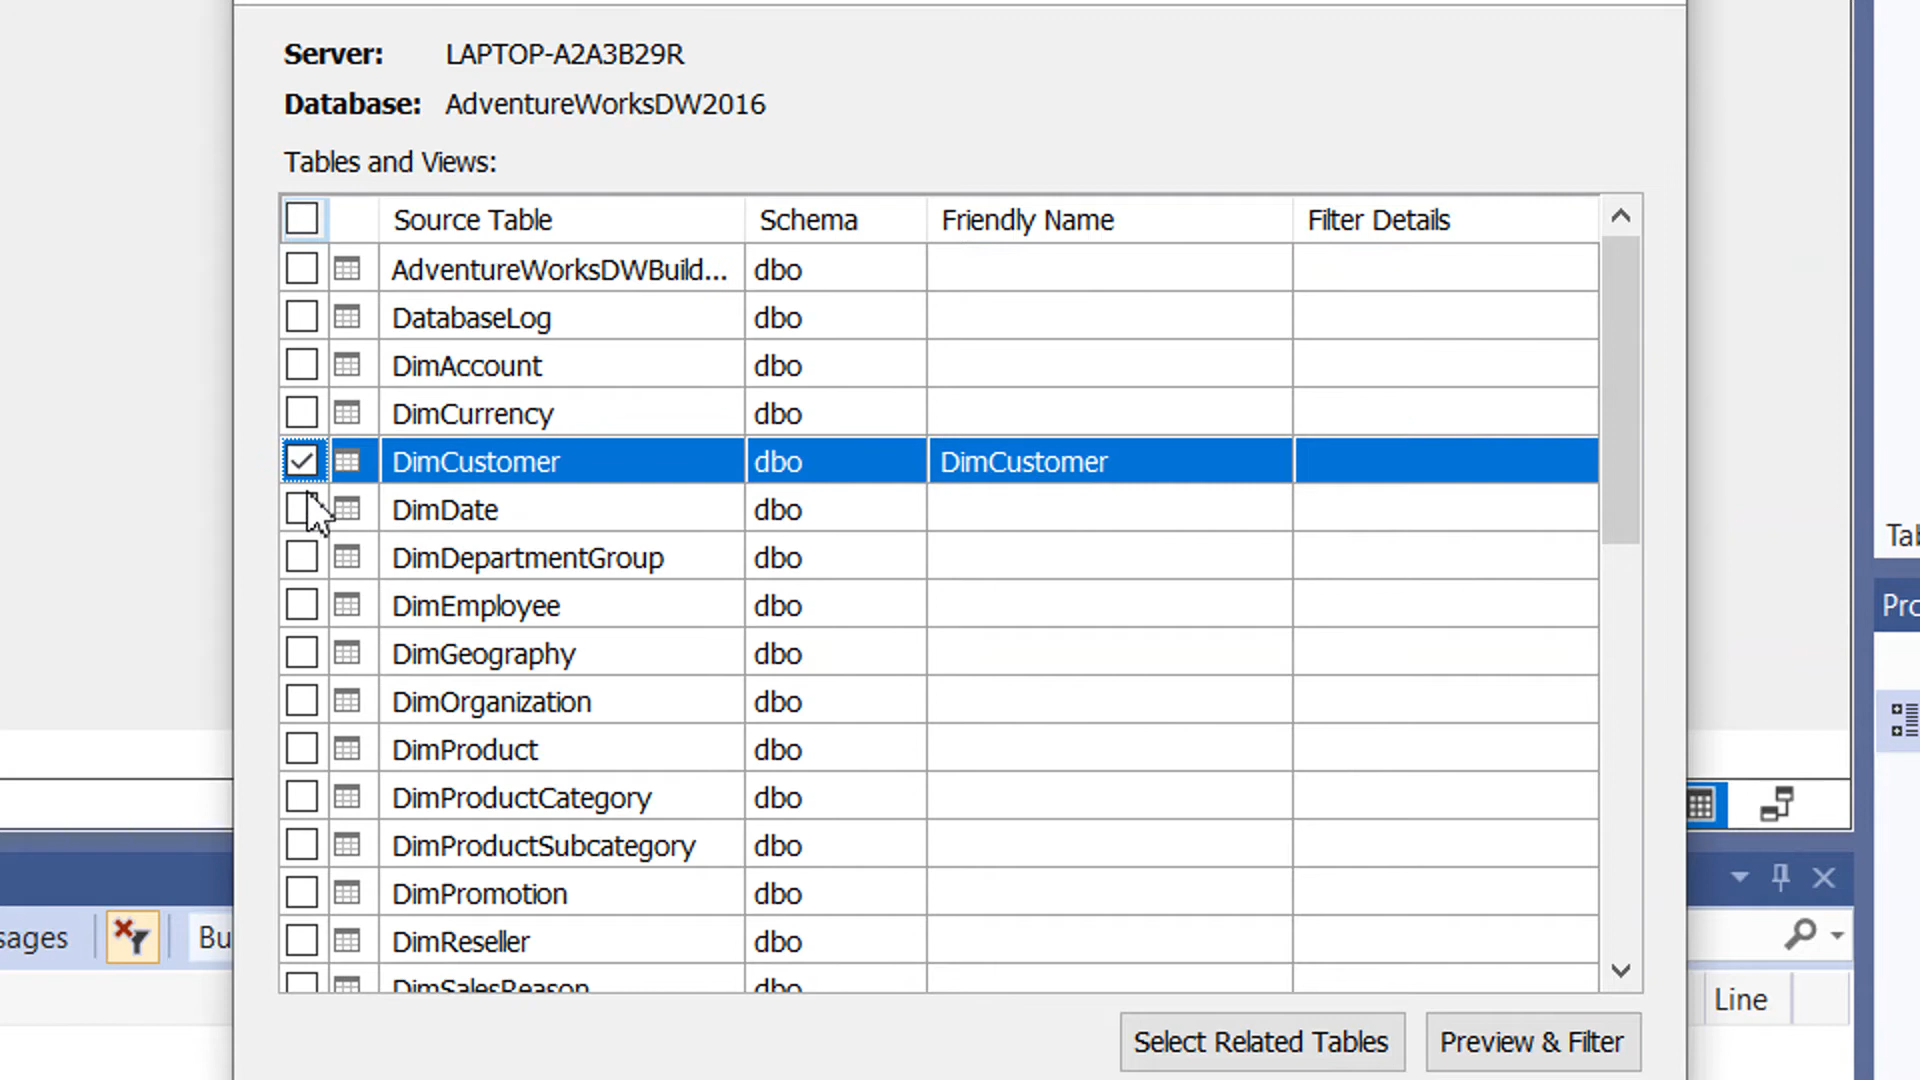 Server: LAPTOP-A2A3B29R
Database: AdventureWorksDW2016
Tables and Views:
Source Table Schema Friendly Name Filter Details
AdventureWorksDWBuild... dbo
DatabaseLog dbo
DimAccount dbo
DimCurrency dbo
DimCustomer dbo DimCustomer
DimDate dbo
DimDepartmentGroup dbo
DimEmployee dbo
DimGeography dbo
DimOrganization dbo
DimProduct dbo
DimProductCategory dbo
DimProductSubcategory dbo
DimPromotion dbo
DimReseller dbo
DimSalesReason dbo
Select Related Tables Preview & Filter
Tab
Pro
sages Bu
Line